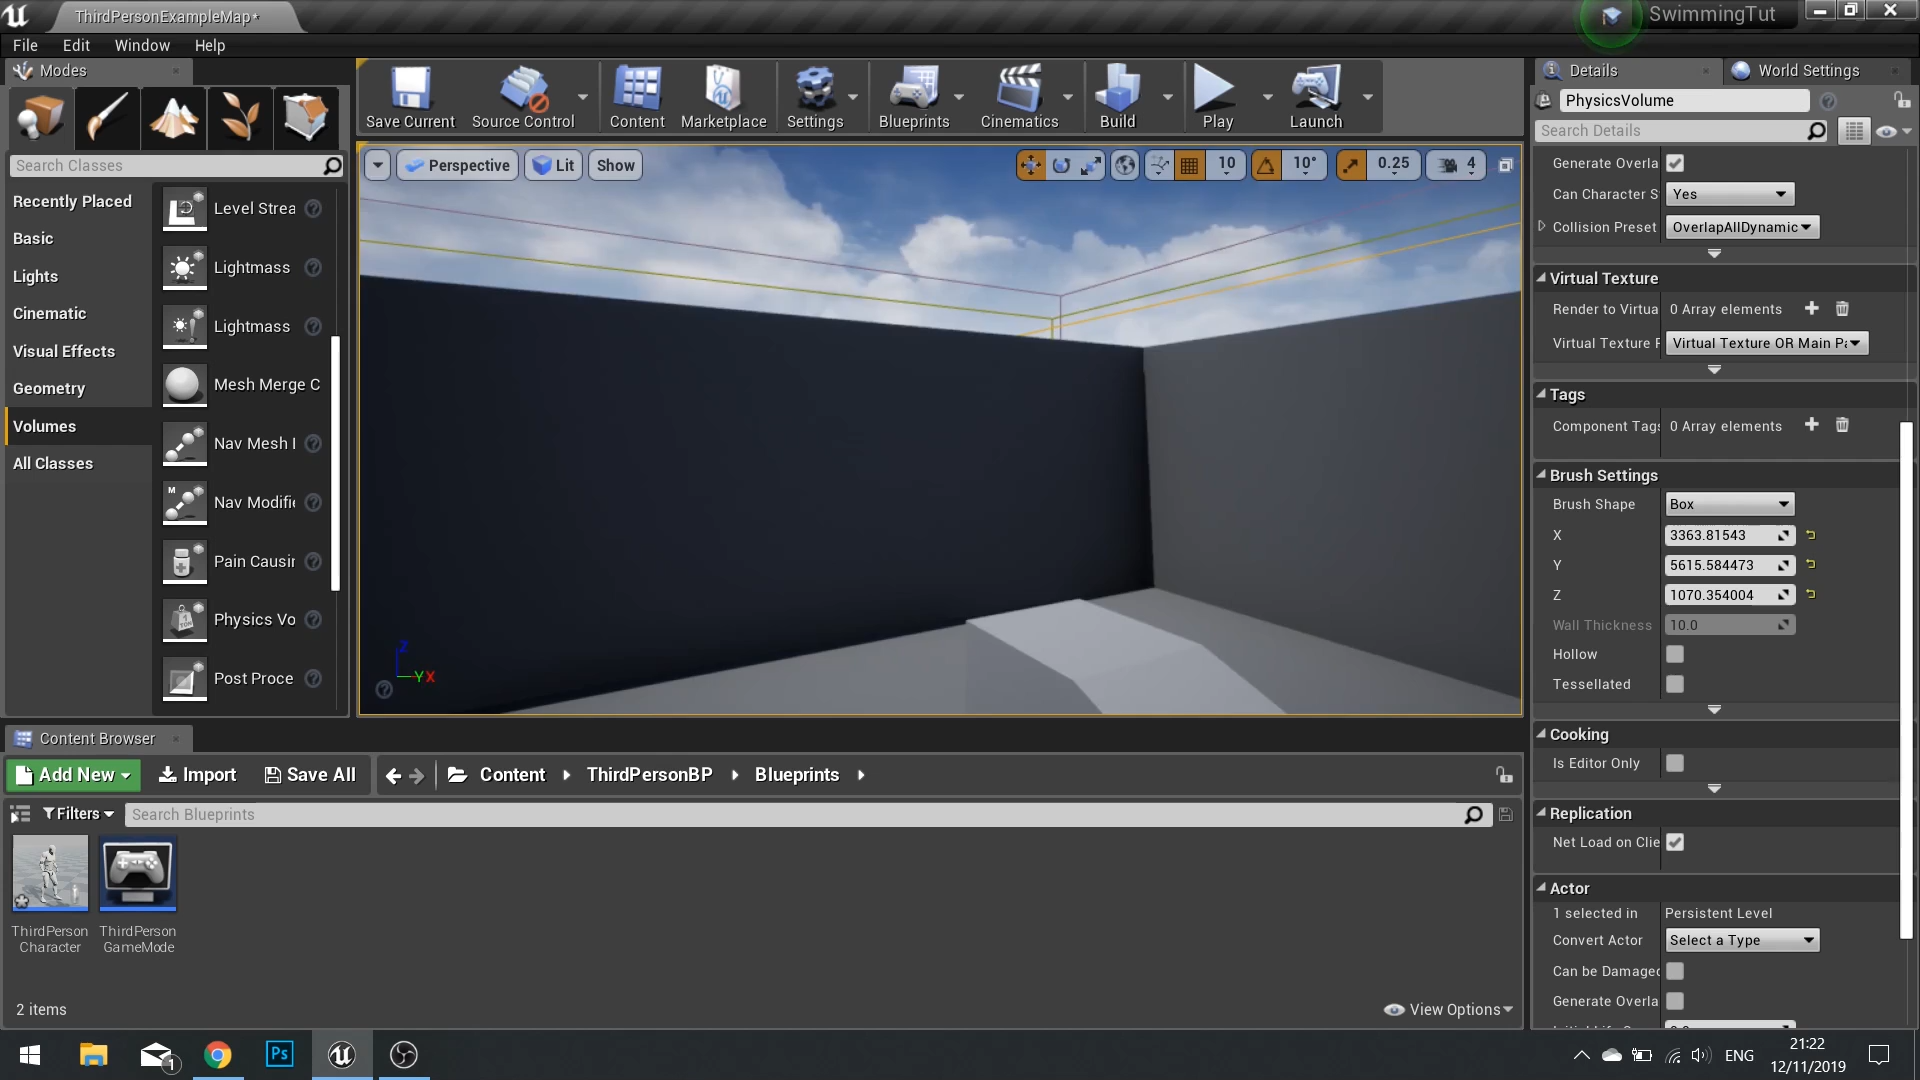 ThirdPersonExampleMap*
SwimmingTut
File Edit Window Help
Modes
Search Classes
Recently Placed
Basic
Lights
Cinematic
Visual Effects
Geometry
Volumes
All Classes
Level Strea
Lightmass
Lightmass
Mesh Merge C
Nav Mesh I
M
Nav Modifie
Pain Causin
Physics Vo
Post Proce
Save Current
Source Control
Content
Marketplace
Settings
Blueprints
Cinematics
Build
Play
Launch
Perspective Lit Show
10 10° 0.25 4
Z
Y X
Details
World Settings
PhysicsVolume
Search Details
Generate Overla
Can Character S Yes
Collision Preset OverlapAllDynamic
Virtual Texture
Render to Virtua 0 Array elements
Virtual Texture F Virtual Texture OR Main Pa
Tags
Component Tags 0 Array elements
Brush Settings
Brush Shape Box
X 3363.81543
Y 5615.584473
Z 1070.354004
Wall Thickness 10.0
Hollow
Tessellated
Cooking
Is Editor Only
Replication
Net Load on Clie
Actor
1 selected in Persistent Level
Convert Actor Select a Type
Can be Damaged
Generate Overla
Content Browser
Add New Import Save All Content ThirdPersonBP Blueprints
Filters Search Blueprints
ThirdPerson
Character
ThirdPerson
GameMode
2 items
View Options
1
Ps
ENG
21:22
12/11/2019